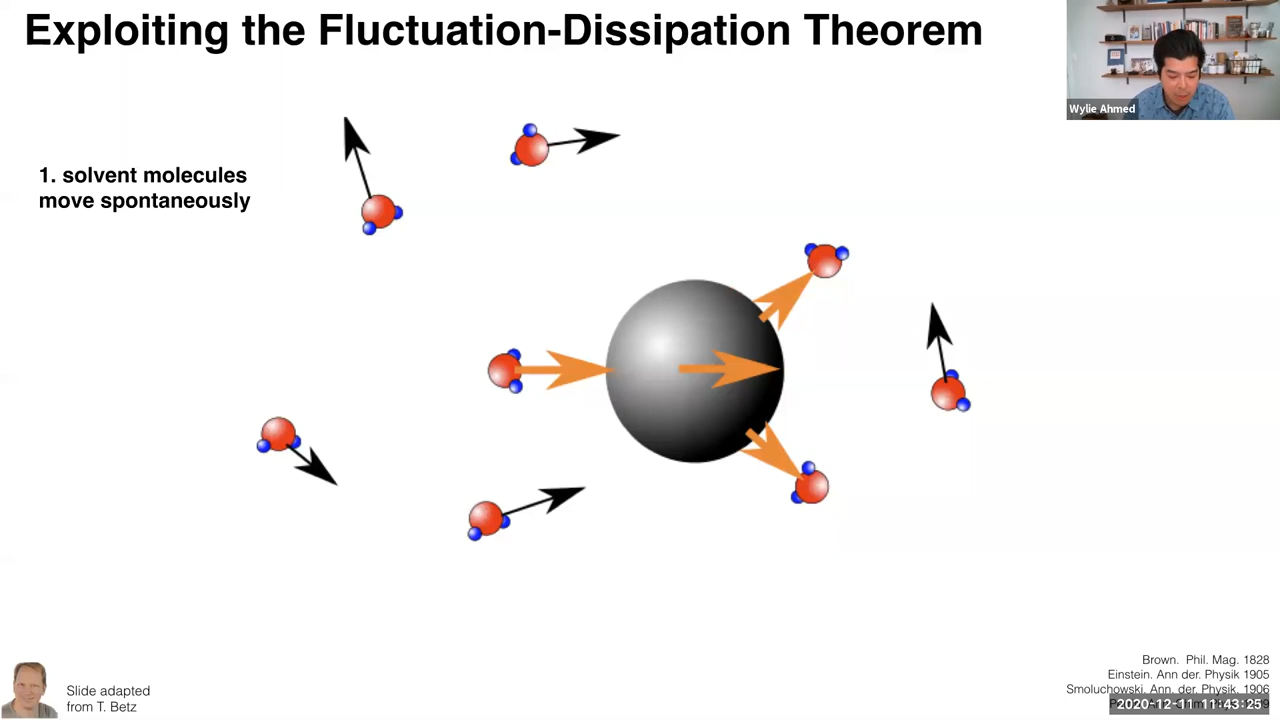 Exploiting the Fluctuation-Dissipation Theorem
Wylie Ahmed
1. solvent molecules
move spontaneously
Slide adapted
from T. Betz
Brown. Phil. Mag. 1828
Einstein. Ann der. Physik 1905
Smoluchowski. Ann. der. Physik. 1906
2020-12-11 11:43:25